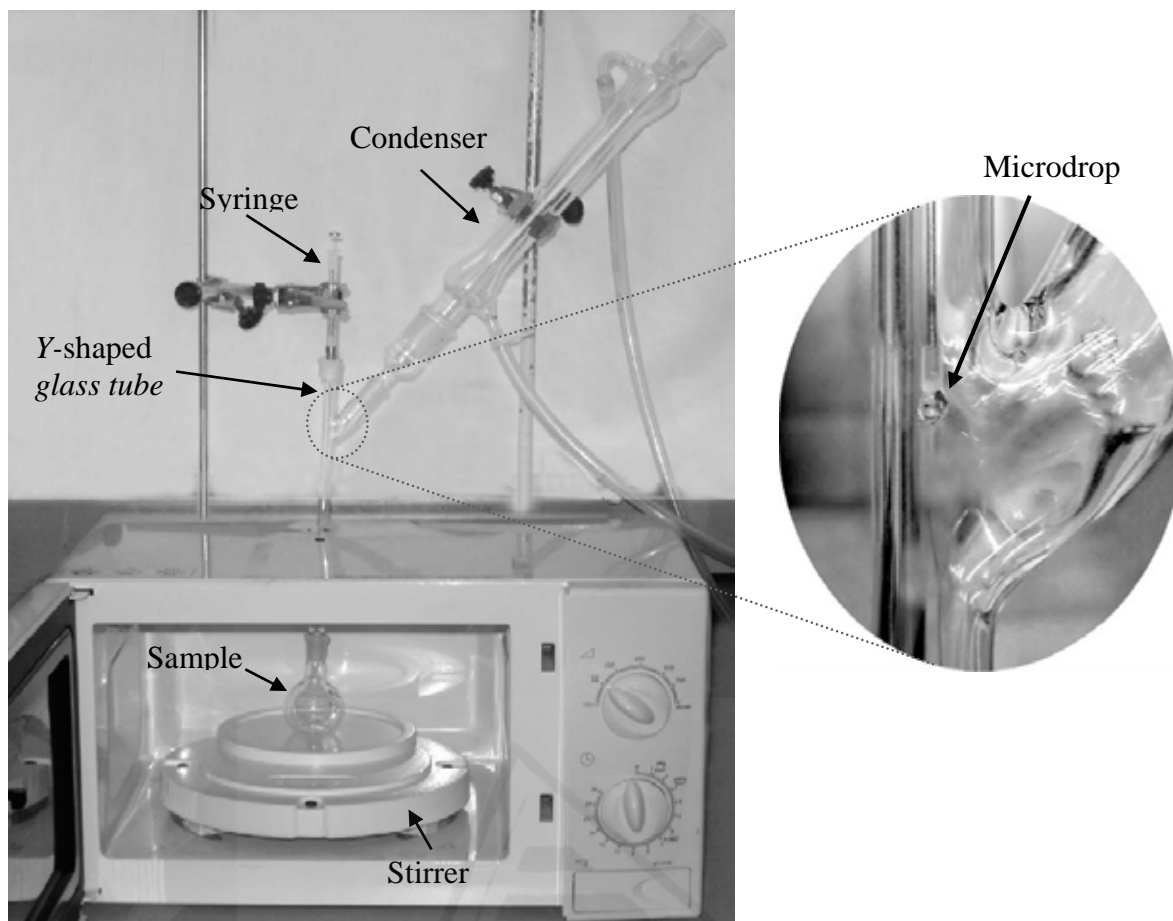 Condenser
Syringe
Microdrop
Y-shaped
glass tube
Sample
Stirrer